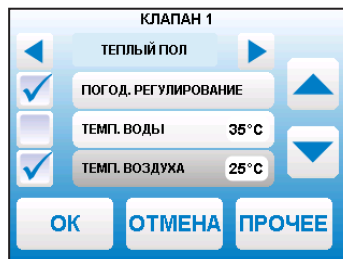 КЛАПАН 1
ТЕПЛЫЙ ПОЛ
ПОГОД. РЕГУЛИРОВАНИЕ
ТЕМП. ВОДЫ 35°C
ТЕМП. ВОЗДУХА 25°C
ОК ОТМЕНА ПРОЧЕЕ